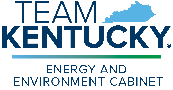 TEAM
KENTUCKY
ENERGY AND
ENVIRONMENT CABINET